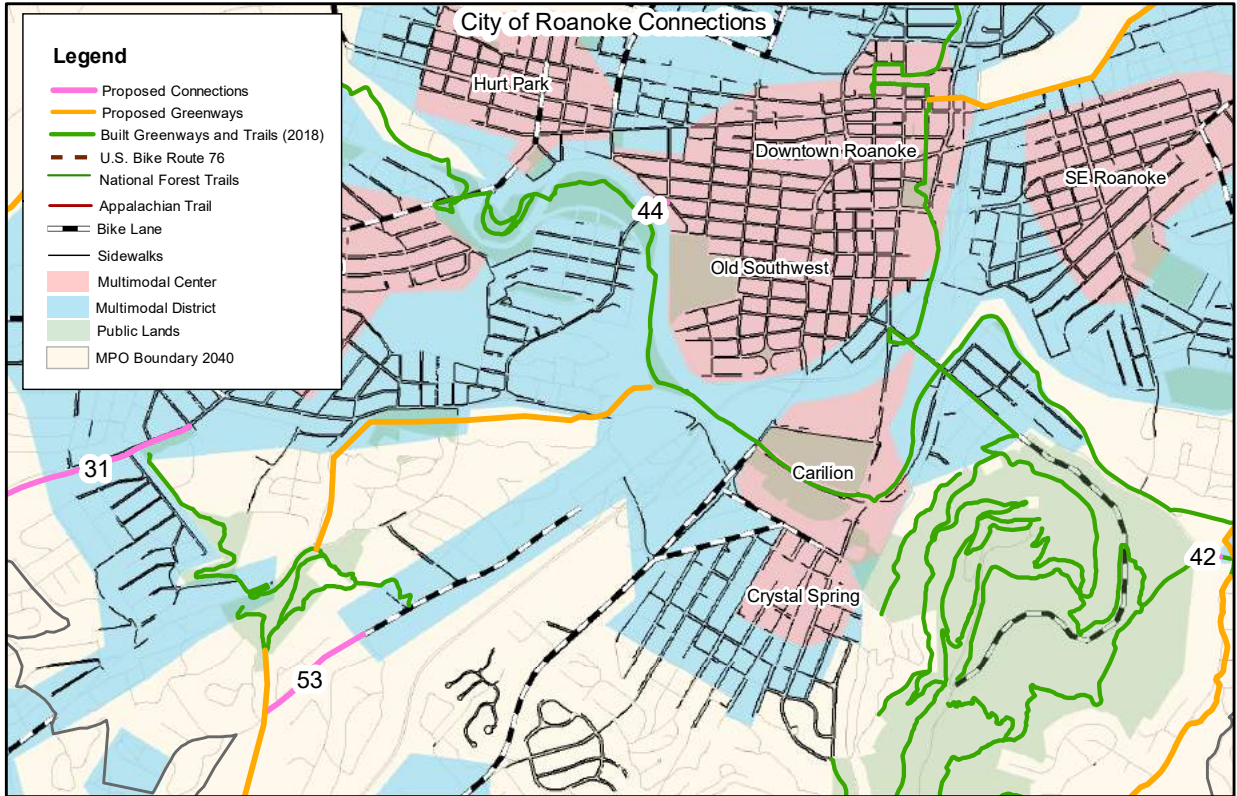 City of Roanoke Connections
Legend
Proposed Connections
Proposed Greenways
Built Greenways and Trails (2018)
U.S. Bike Route 76
National Forest Trails
Appalachian Trail
Bike Lane
Sidewalks
Multimodal Center
Multimodal District
Public Lands
MPO Boundary 2040
Hurt Park
Downtown Roanoke
SE Roanoke
44
Old Southwest
31
Carilion
42
Crystal Spring
53